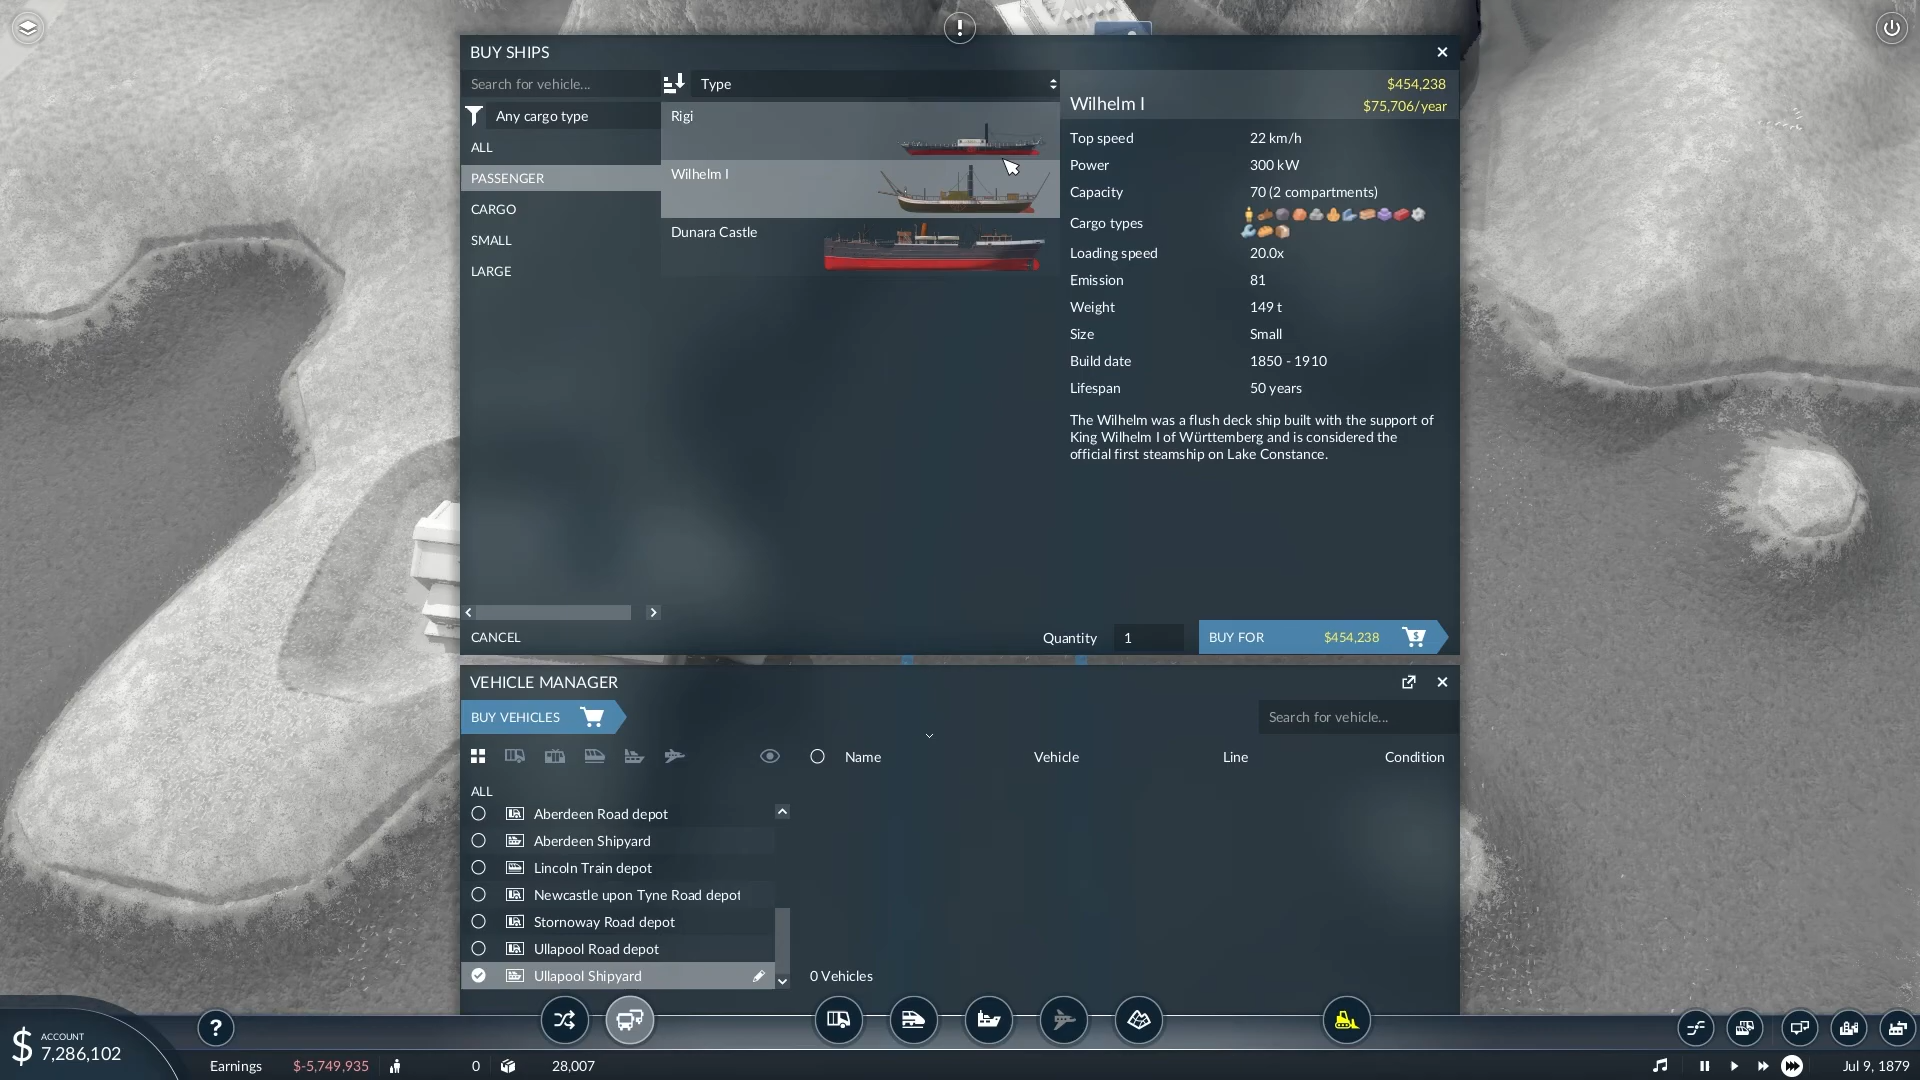 BUY SHIPS
Search for vehicle...
Type
Any cargo type
ALL
PASSENGER
CARGO
SMALL
LARGE
Rigi
Wilhelm I
Dunara Castle
$454,238
Wilhelm I
$75,706/year
Top speed 22 km/h
Power 300 kW
Capacity 70 (2 compartments)
Cargo types
Loading speed 20.0x
Emission 81
Weight 149 t
Size Small
Build date 1850 - 1910
Lifespan 50 years
The Wilhelm was a flush deck ship built with the support of
King Wilhelm I of Württemberg and is considered the
official first steamship on Lake Constance.
CANCEL
Quantity 1
BUY FOR $454,238
VEHICLE MANAGER
BUY VEHICLES
Search for vehicle...
Name Vehicle Line Condition
ALL
Aberdeen Road depot
Aberdeen Shipyard
Lincoln Train depot
Newcastle upon Tyne Road depot
Stornoway Road depot
Ullapool Road depot
Ullapool Shipyard
0 Vehicles
$ ACCOUNT
7,286,102
?
Earnings $-5,749,935 0 28,007
Jul 9, 1879